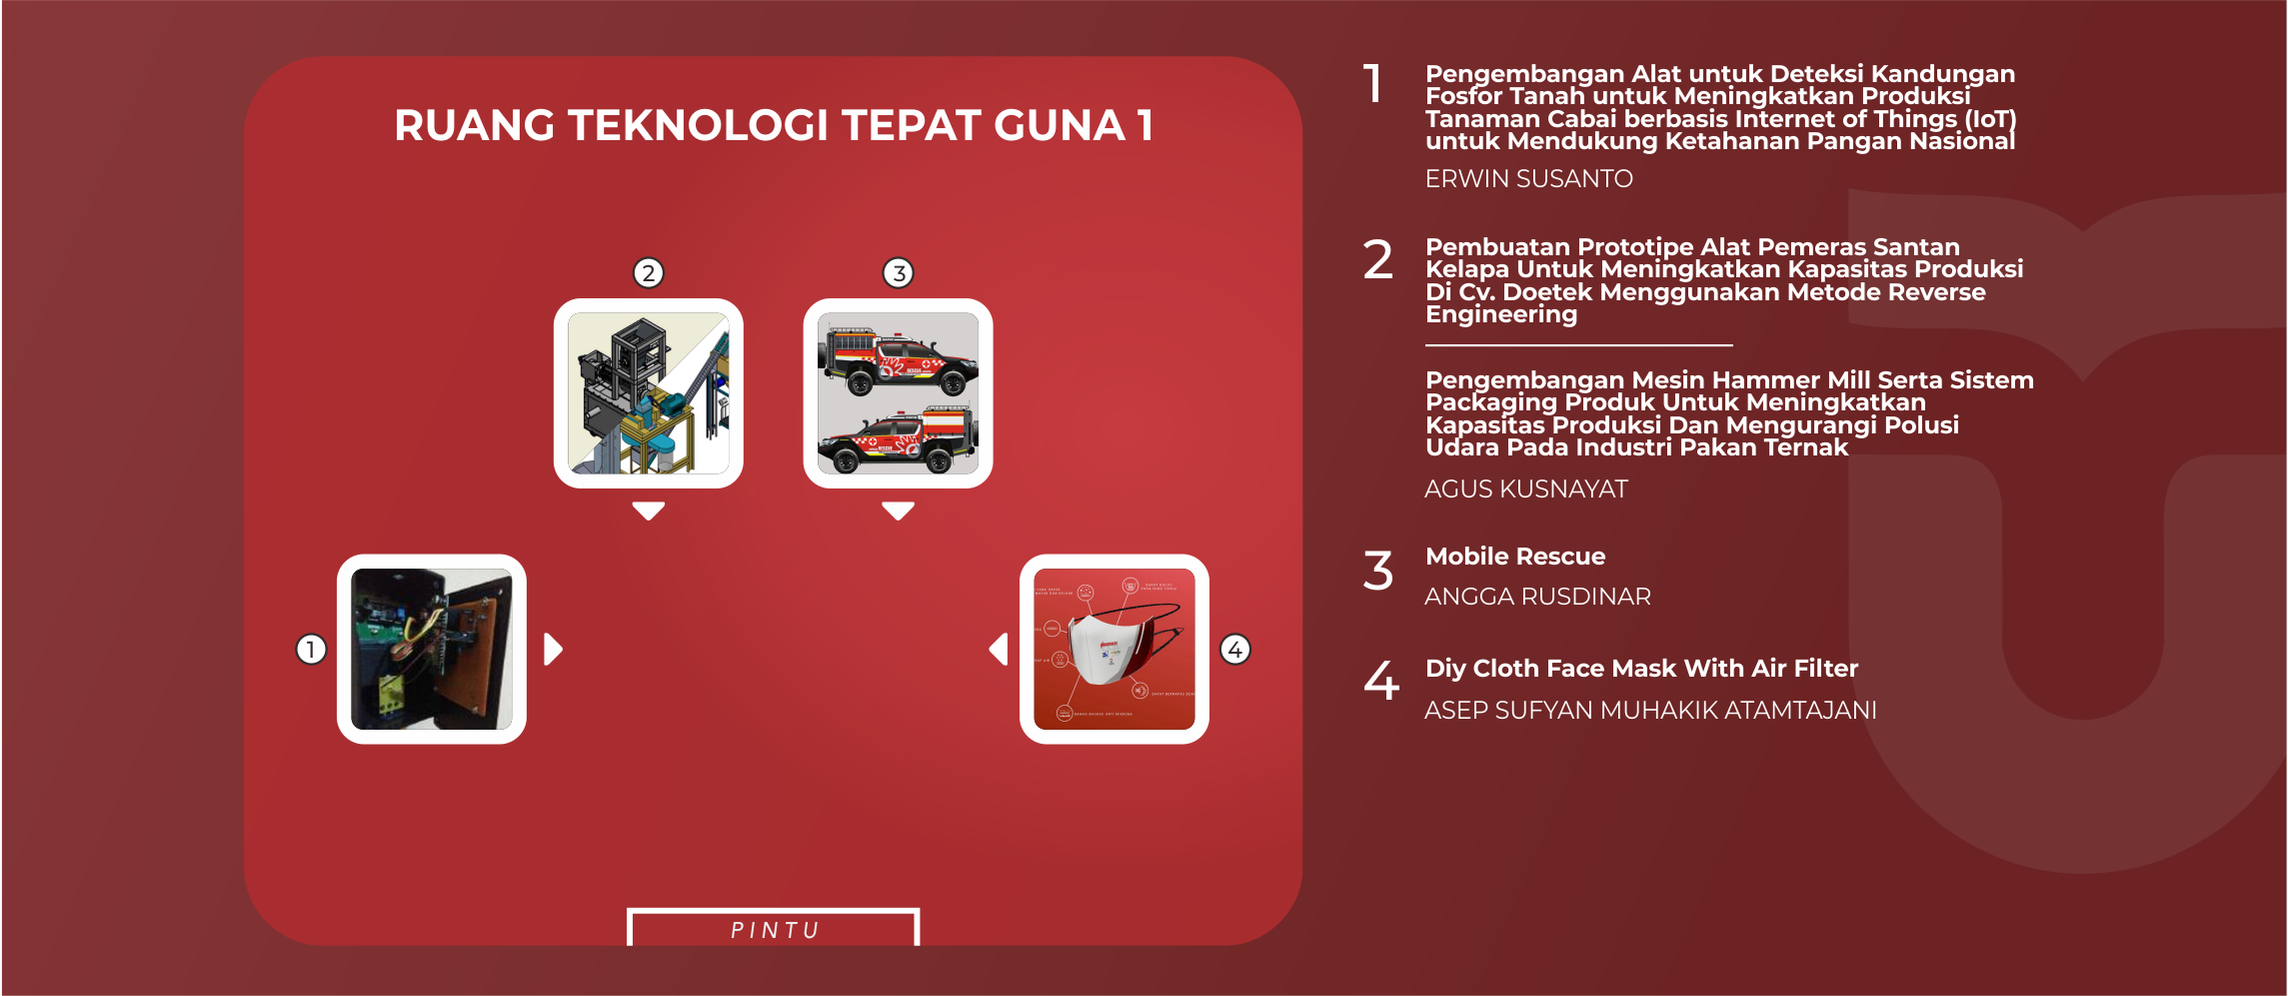 RUANG TEKNOLOGI TEPAT GUNA 1
2
3
1
4
PINTU
1
Pengembangan Alat untuk Deteksi Kandungan
Fosfor Tanah untuk Meningkatkan Produksi
Tanaman Cabai berbasis Internet of Things (IoT)
untuk Mendukung Ketahanan Pangan Nasional
ERWIN SUSANTO
2
Pembuatan Prototipe Alat Pemeras Santan
Kelapa Untuk Meningkatkan Kapasitas Produksi
Di Cv. Doetek Menggunakan Metode Reverse
Engineering
Pengembangan Mesin Hammer Mill Serta Sistem
Packaging Produk Untuk Meningkatkan
Kapasitas Produksi Dan Mengurangi Polusi
Udara Pada Industri Pakan Ternak
AGUS KUSNAYAT
3
Mobile Rescue
ANGGA RUSDINAR
4
Diy Cloth Face Mask With Air Filter
ASEP SUFYAN MUHAKIK ATAMTAJANI